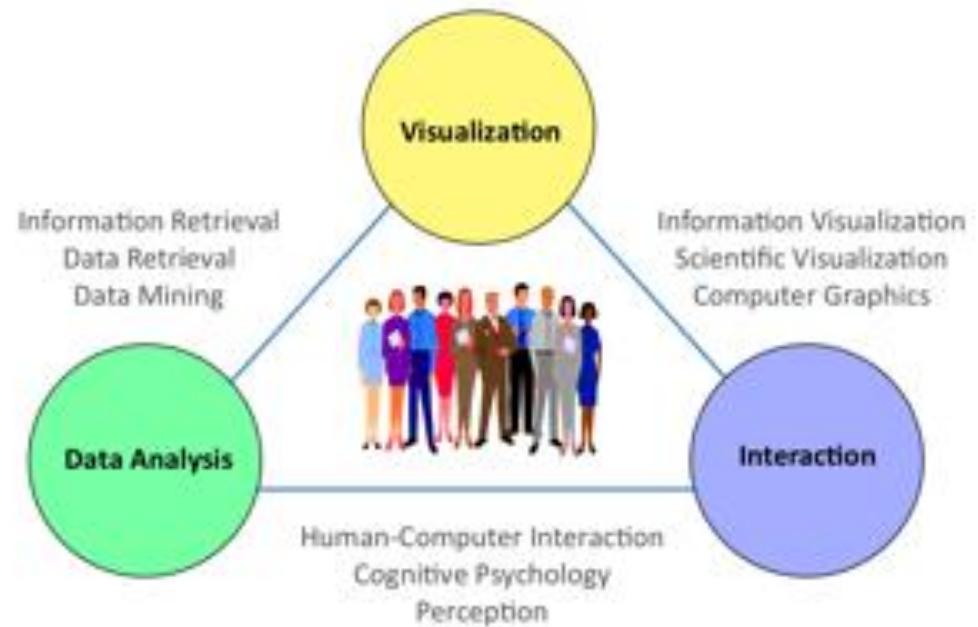 Visualization
Information Retrieval
Data Retrieval
Data Mining
Information Visualization
Scientific Visualization
Computer Graphics
Data Analysis
Interaction
Human-Computer Interaction
Cognitive Psychology
Perception